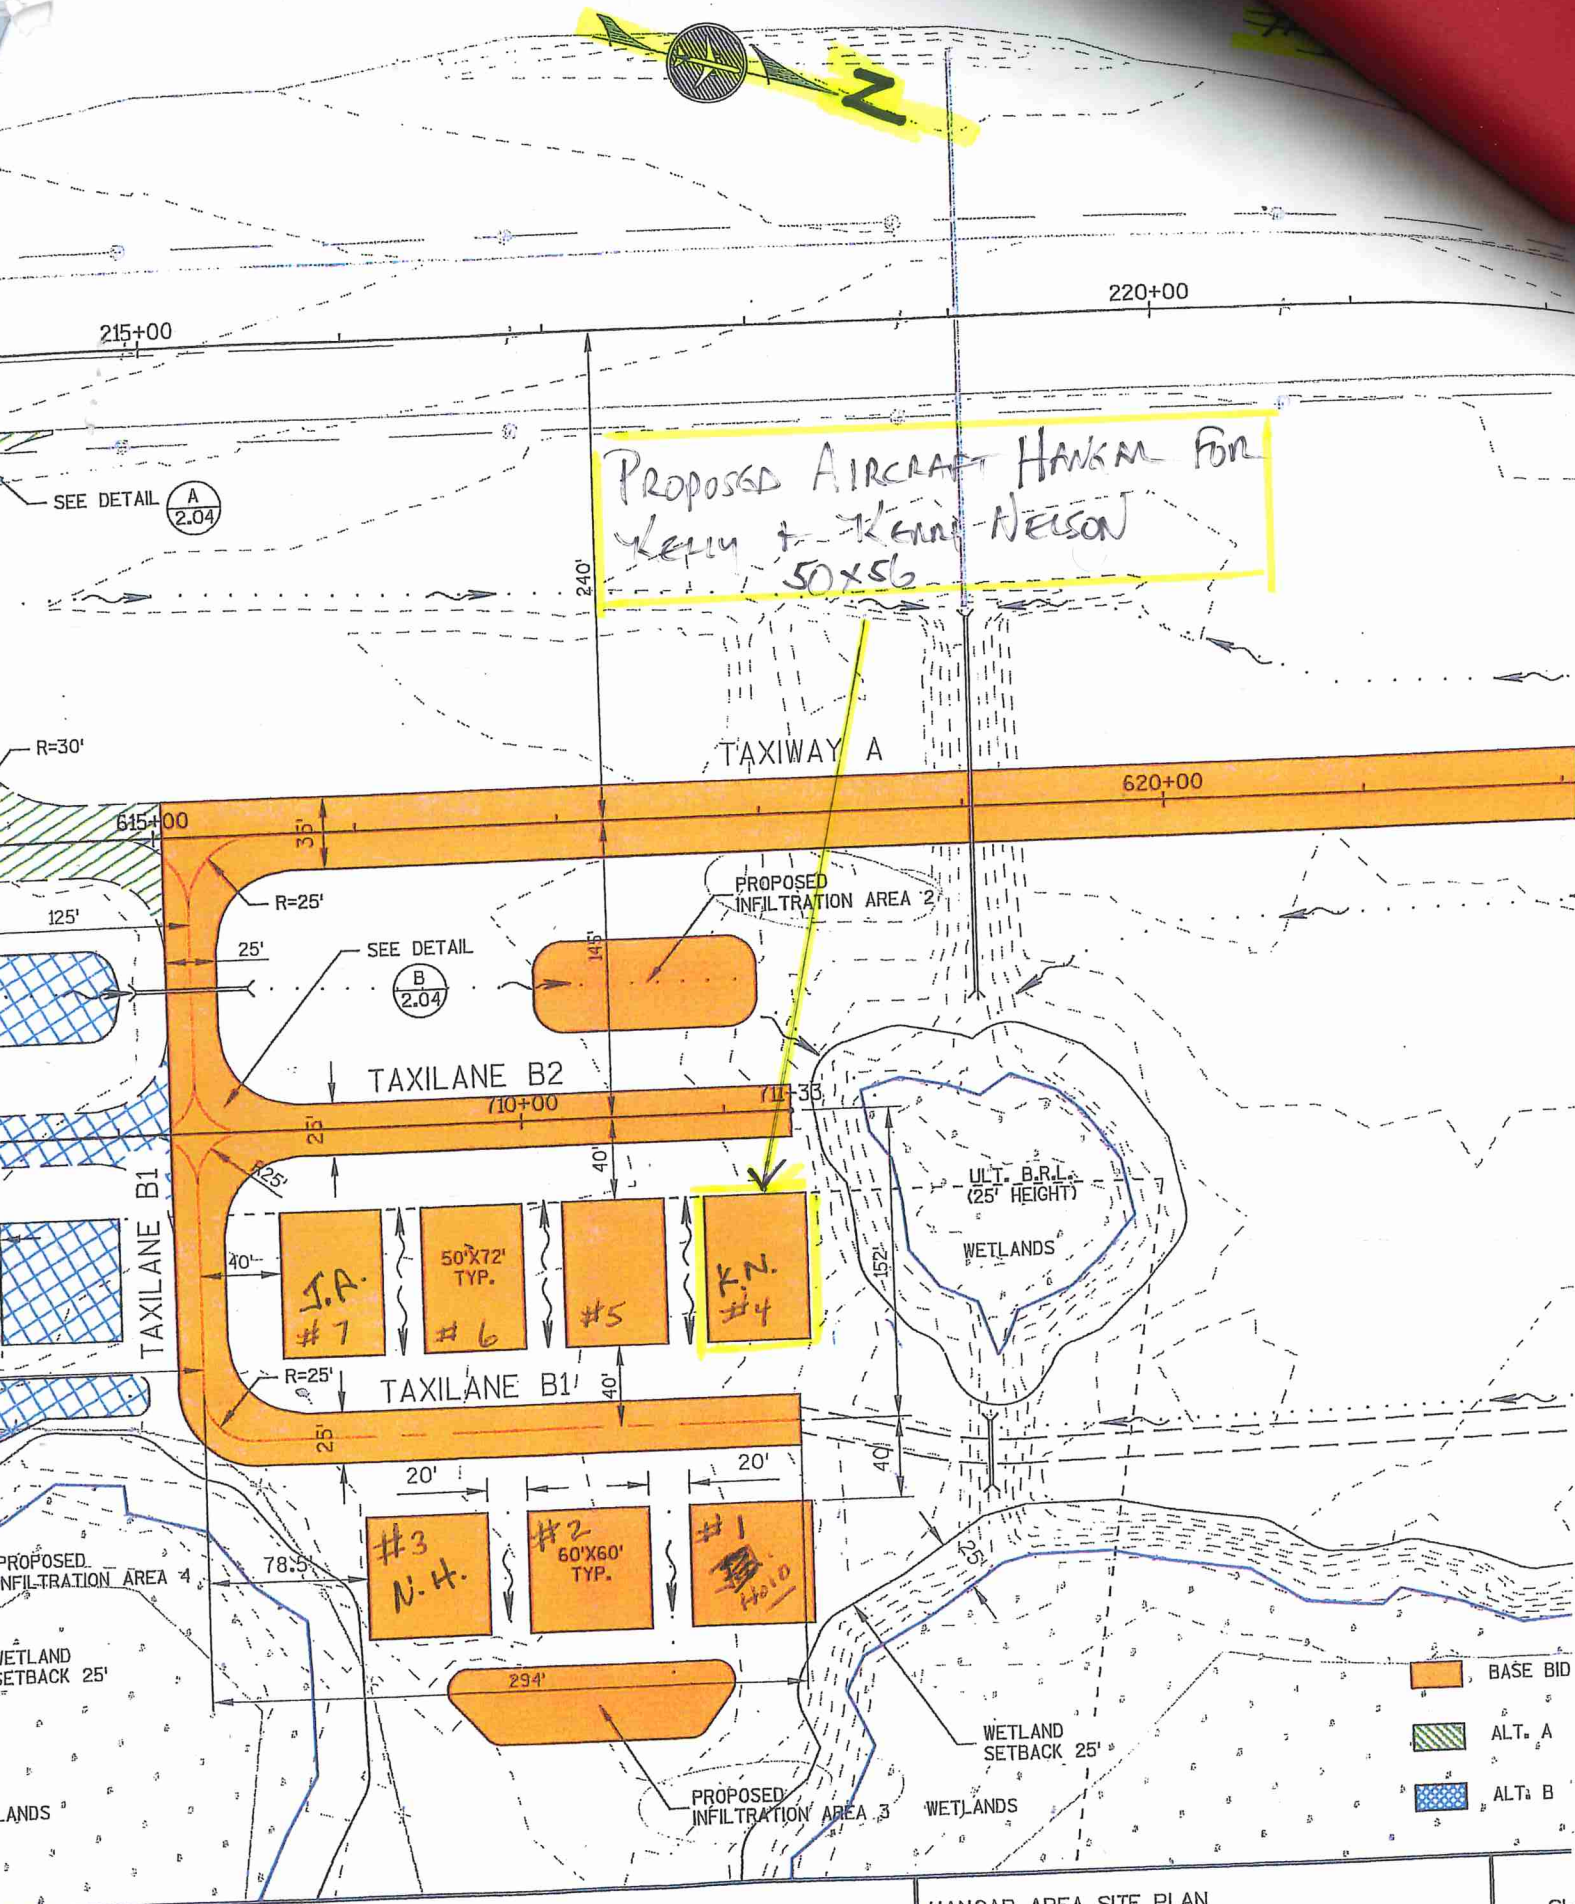 N
220+00
215+00
PROPOSED AIRCRAFT HANGAR FOR
KELLY + KERRI NELSON
50X56
SEE DETAIL A
2.04
240'
R=30'
TAXIWAY A
620+00
615+00
35'
PROPOSED
INFILTRATION AREA 2
R=25'
125'
25'
SEE DETAIL
B
2.04
145'
TAXILANE B2
710+00
711+33
25'
40'
R25'
ULT. B.R.L.
(25' HEIGHT)
WETLANDS
TAXILANE B1
40'
50'X72'
TYP.
J.A.
# 7
# 6
#5
K.N.
#4
152'
R=25'
TAXILANE B1
40'
25'
20'
20'
40'
#3
N.H.
#2
60'X60'
TYP.
#1
HOLD
25'
PROPOSED
INFILTRATION AREA 4
78.5'
WETLAND
SETBACK 25'
294'
BASE BID
WETLAND
SETBACK 25'
ALT. A
PROPOSED
INFILTRATION AREA 3
WETLANDS
ALT. B
LANDS
HANGAR AREA SITE PLAN